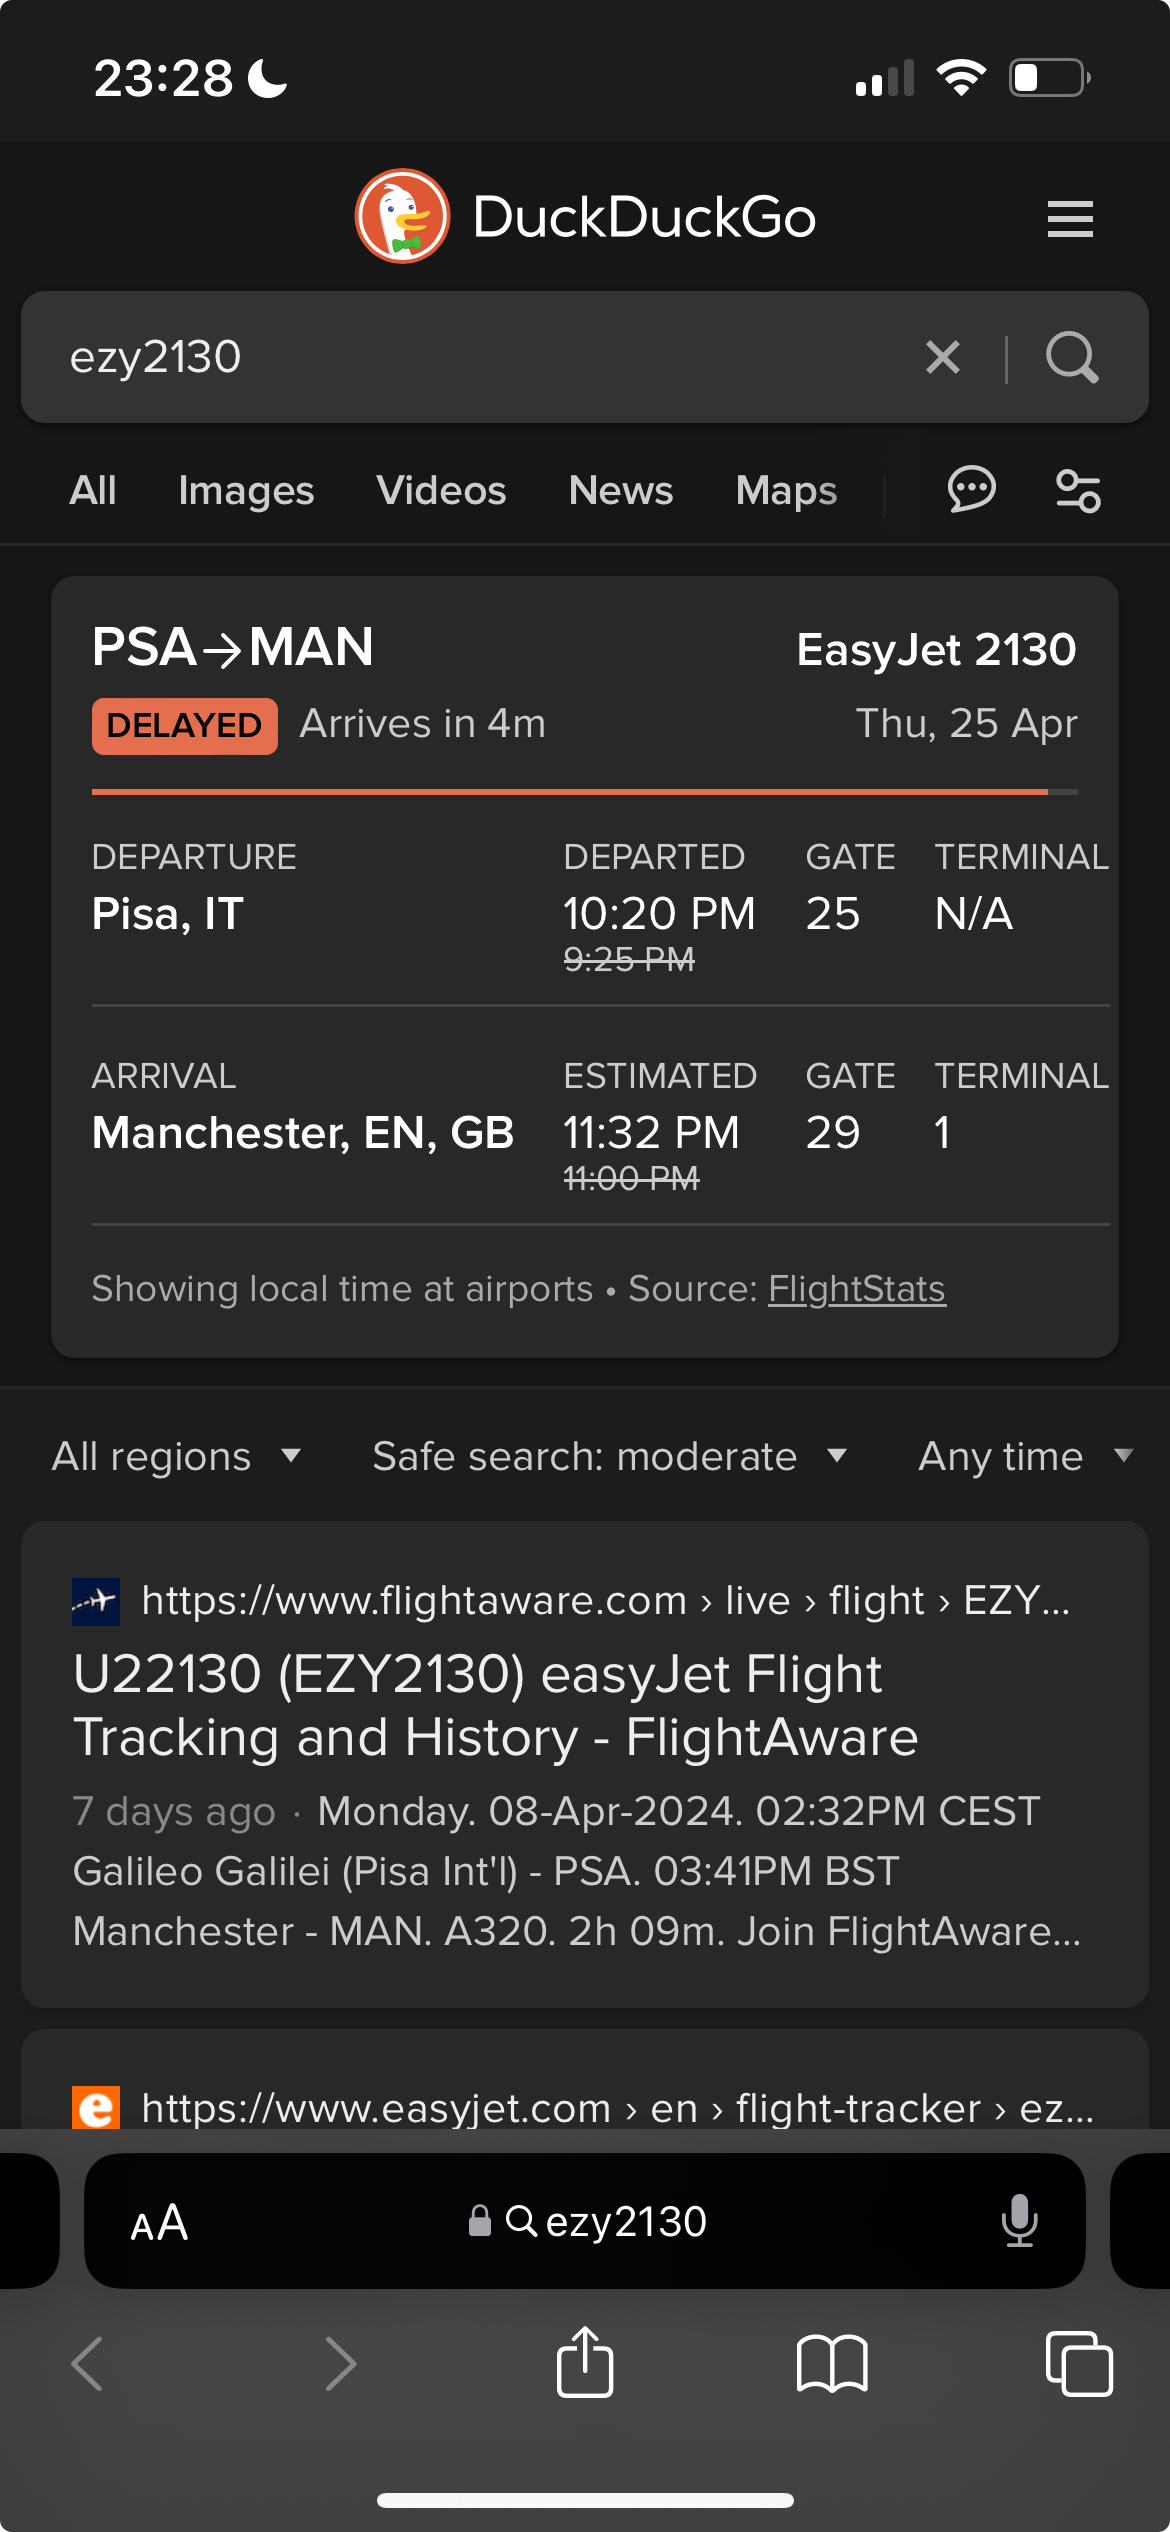 23:28
DuckDuckGo
ezy2130
All Images Videos News Maps
PSA→MAN EasyJet 2130
DELAYED Arrives in 4m Thu, 25 Apr
DEPARTURE DEPARTED GATE TERMINAL
Pisa, IT 10:20 PM 25 N/A
9:25 PM
ARRIVAL ESTIMATED GATE TERMINAL
Manchester, EN, GB 11:32 PM 29 1
11:00 PM
Showing local time at airports • Source: FlightStats
All regions Safe search: moderate Any time
https://www.flightaware.com › live › flight › EZY...
U22130 (EZY2130) easyJet Flight
Tracking and History - FlightAware
7 days ago · Monday. 08-Apr-2024. 02:32PM CEST
Galileo Galilei (Pisa Int'l) - PSA. 03:41PM BST
Manchester - MAN. A320. 2h 09m. Join FlightAware...
e https://www.easyjet.com › en › flight-tracker › ez...
AA ezy2130